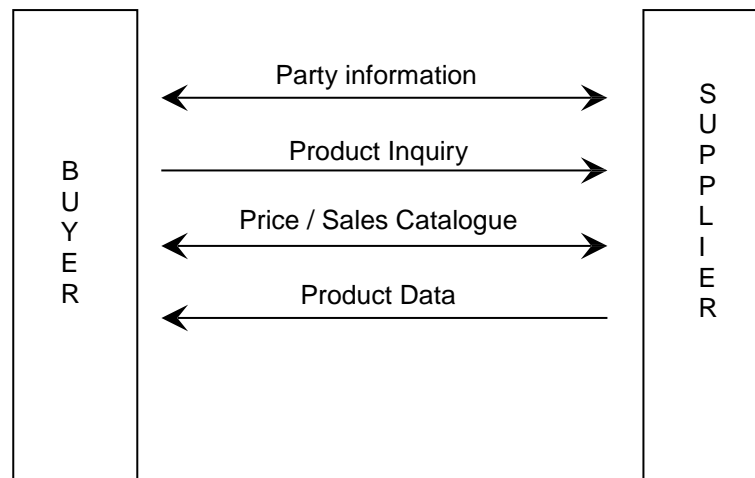 BUYER
Party information
Product Inquiry
Price / Sales Catalogue
Product Data
SUPPLIER